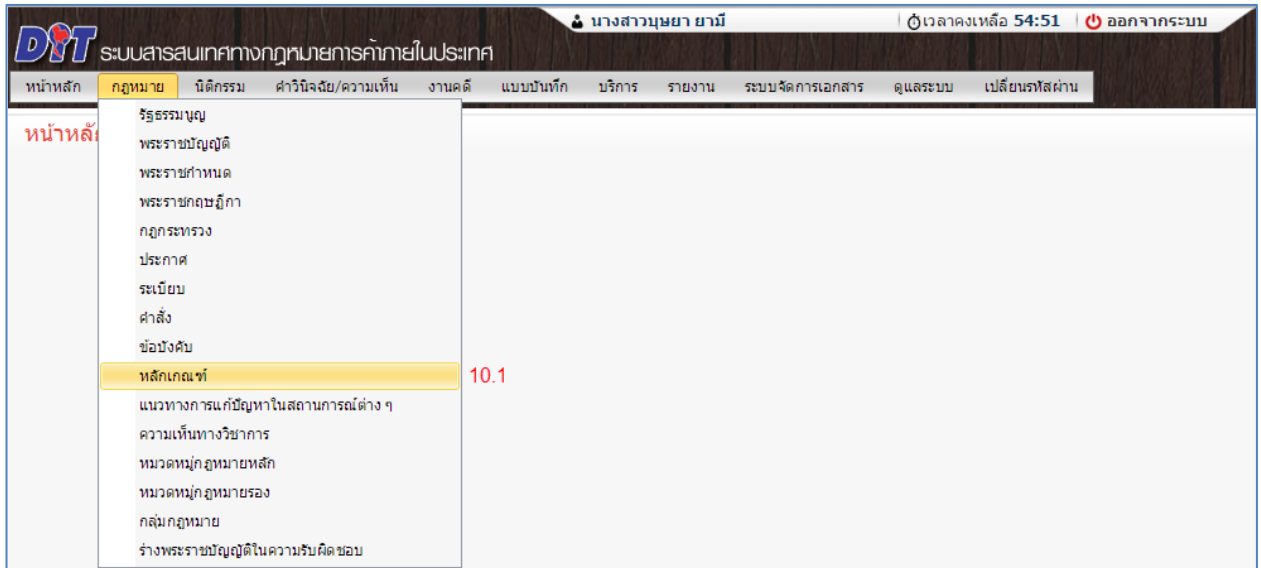 นางสาวบุษยา ยามี เวลาคงเหลือ 54:51 ออกจากระบบ
DIT ระบบสารสนเทศทางกฎหมายการค้าภายในประเทศ
หน้าหลัก กฎหมาย นิติกรรม คำวินิจฉัย/ความเห็น งานคดี แบบบันทึก บริการ รายงาน ระบบจัดการเอกสาร ดูแลระบบ เปลี่ยนรหัสผ่าน
หน้าหลัก
รัฐธรรมนูญ
พระราชบัญญัติ
พระราชกำหนด
พระราชกฤษฎีกา
กฎกระทรวง
ประกาศ
ระเบียบ
คำสั่ง
ข้อบังคับ
หลักเกณฑ์ 10.1
แนวทางการแก้ปัญหาในสถานการณ์ต่าง ๆ
ความเห็นทางวิชาการ
หมวดหมู่กฎหมายหลัก
หมวดหมู่กฎหมายรอง
กลุ่มกฎหมาย
ร่างพระราชบัญญัติในความรับผิดชอบ